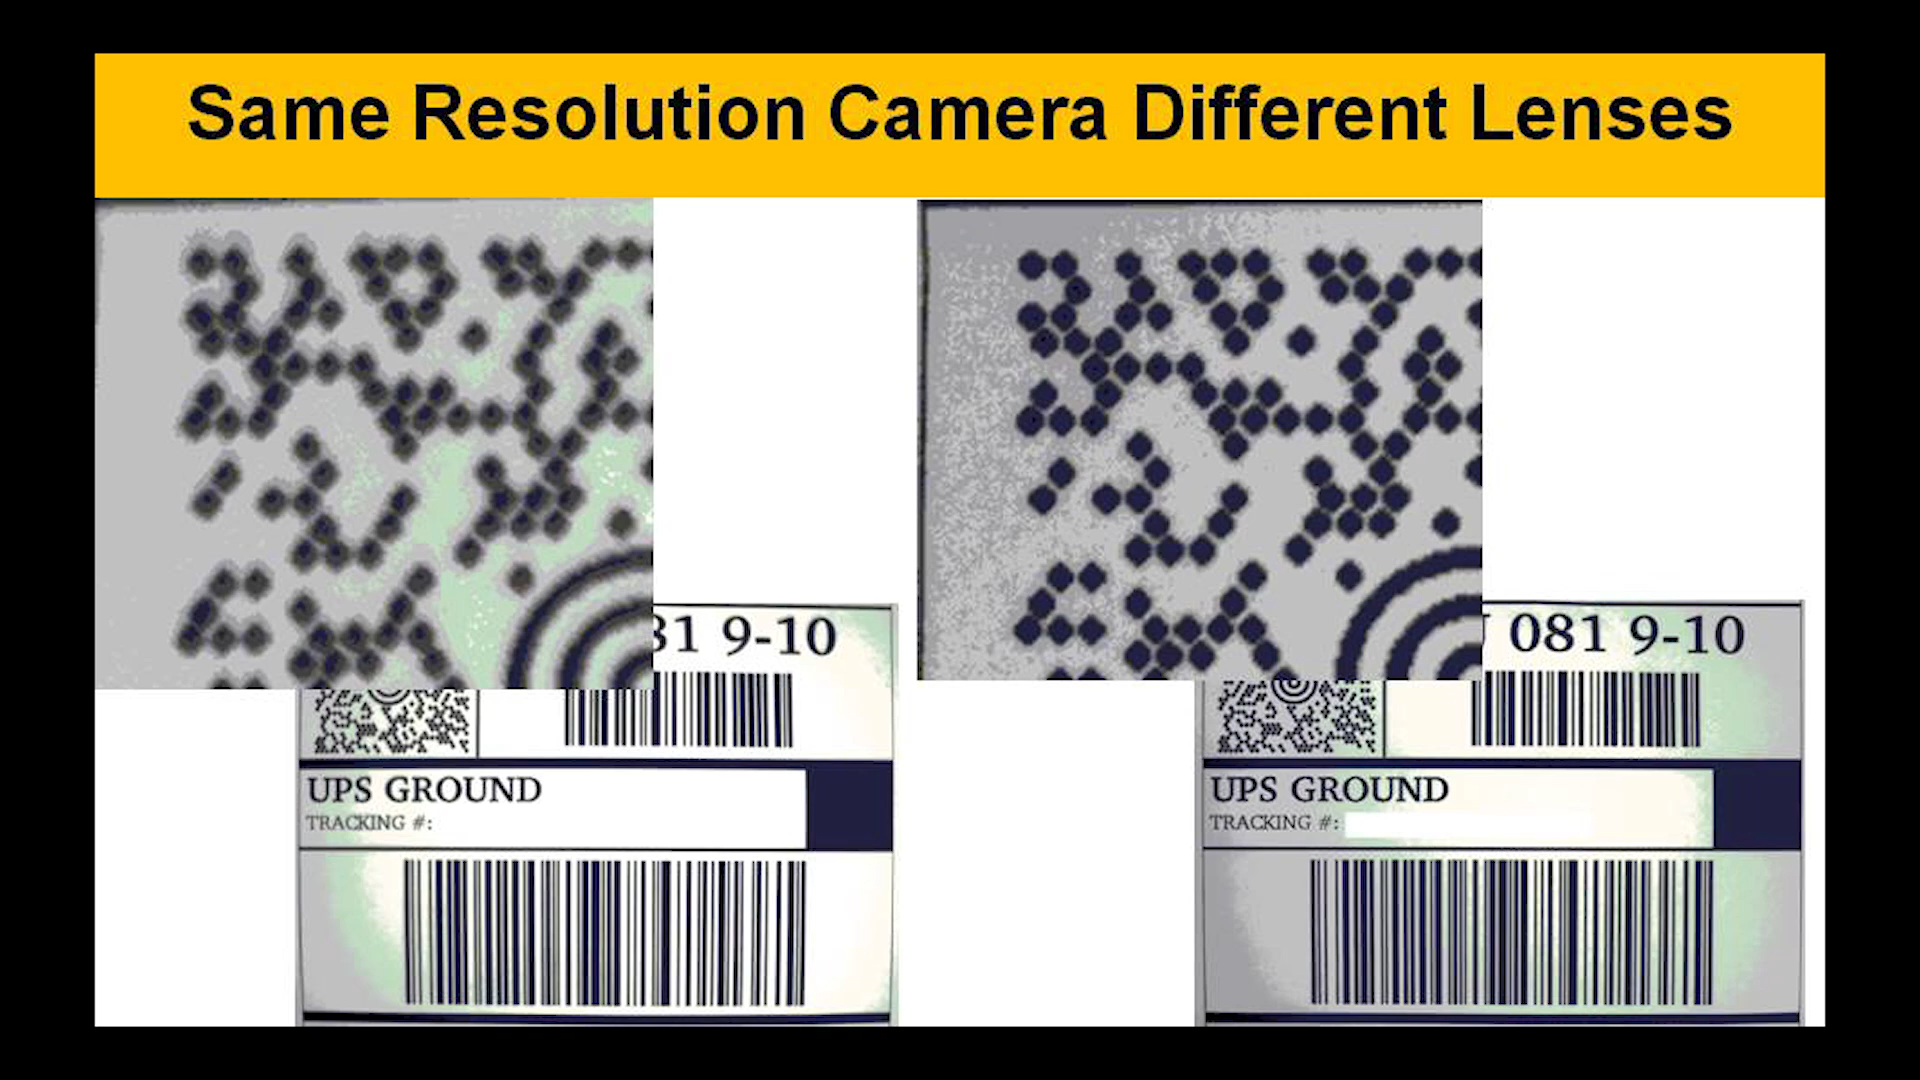 Same Resolution Camera Different Lenses
31 9-10
UPS GROUND
TRACKING #:
081 9-10
UPS GROUND
TRACKING #: